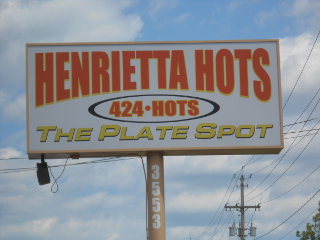 HENRIETTA HOTS
424•HOTS
THE PLATE SPOT
3553